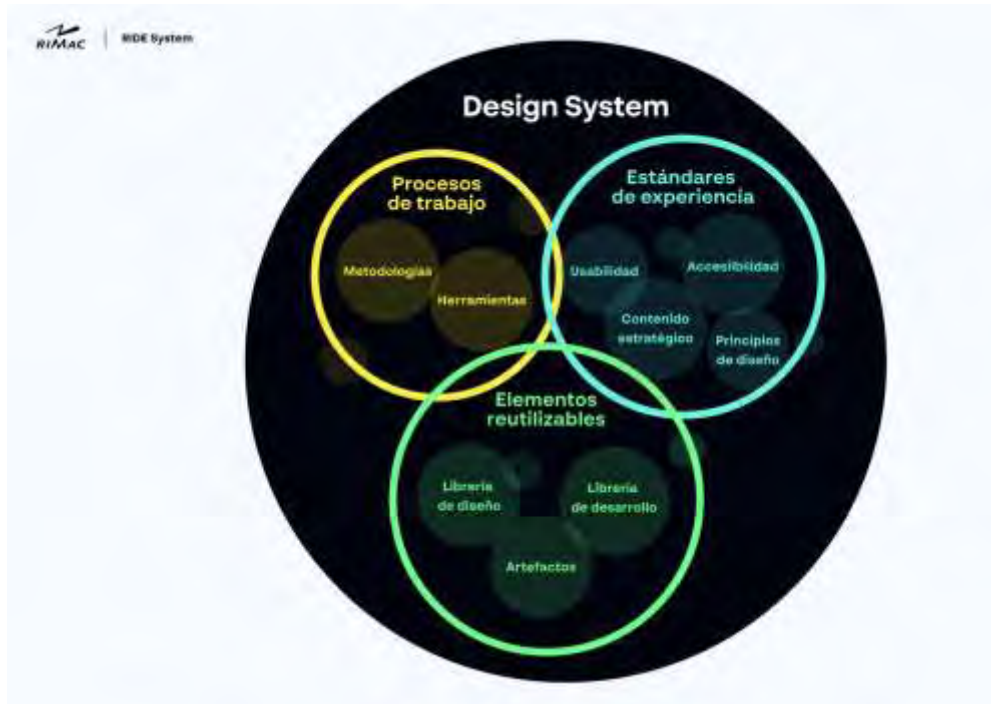 RIMAC
RIDE System
Design System
Procesos
de trabajo
Metodologías
Herramientas
Estándares
de experiencia
Usabilidad
Accesibilidad
Contenido
estratégico
Principios
de diseño
Elementos
reutilizables
Librería
de diseño
Librería
de desarrollo
Artefactos